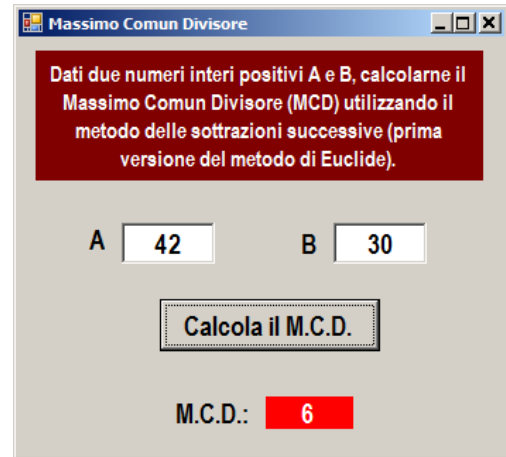 Massimo Comun Divisore
Dati due numeri interi positivi A e B, calcolarne il
Massimo Comun Divisore (MCD) utilizzando il
metodo delle sottrazioni successive (prima
versione del metodo di Euclide).
A 42 B 30
Calcola il M.C.D.
M.C.D.: 6